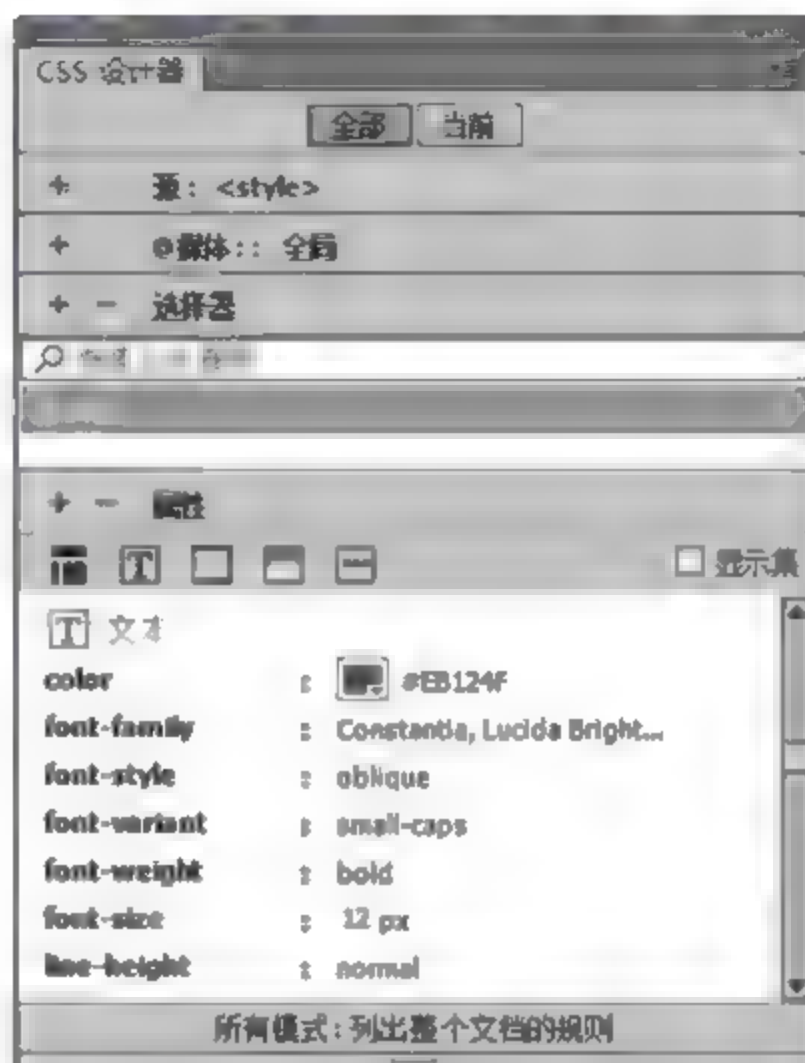 CSS 设计器
全部 当前
+ 源: <style>
+ @媒体:: 全局
+ - 选择器
+ - 属性
显示集
T 文本
color : #EB124F
font-family : Constantia, Lucida Bright...
font-style : oblique
font-variant : small-caps
font-weight : bold
font-size : 12 px
line-height : normal
所有模式:列出整个文档的规则